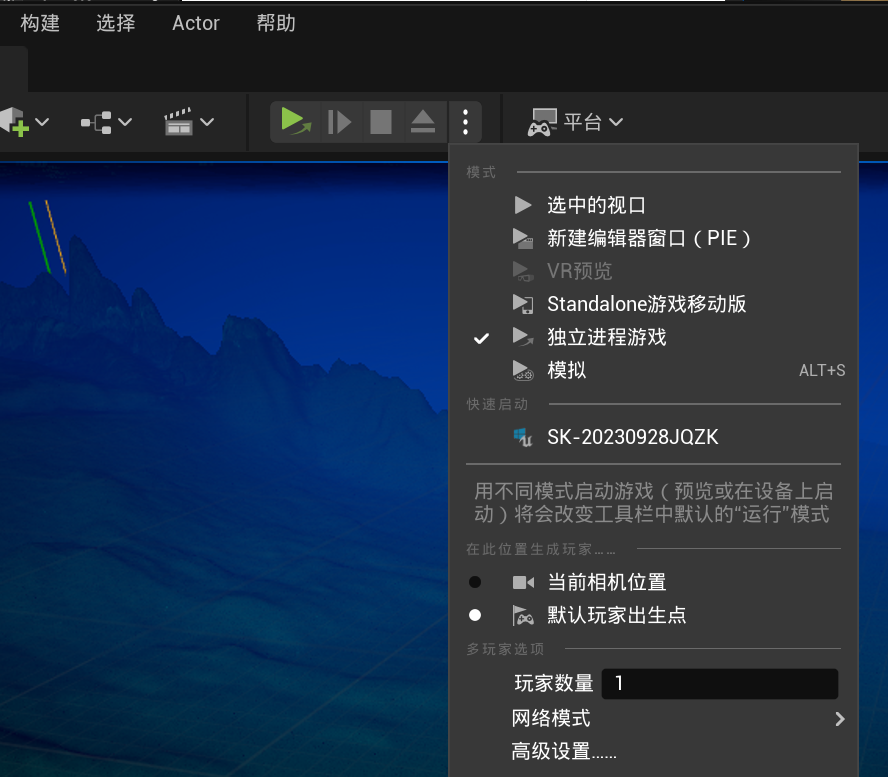 构建 选择 Actor 帮助
平台
模式
选中的视口
新建编辑器窗口（PIE）
VR预览
Standalone游戏移动版
独立进程游戏
模拟 ALT+S
快速启动
SK-20230928JQZK
用不同模式启动游戏（预览或在设备上启
动）将会改变工具栏中默认的“运行”模式
在此位置生成玩家……
当前相机位置
默认玩家出生点
多玩家选项
玩家数量 1
网络模式
高级设置……